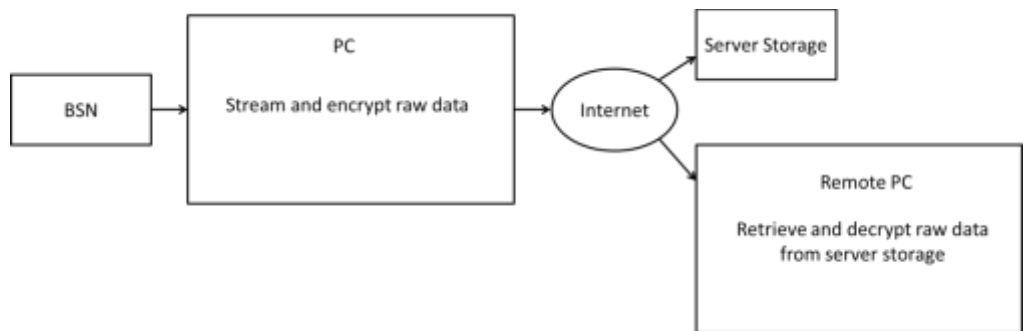 BSN
PC
Stream and encrypt raw data
Internet
Server Storage
Remote PC
Retrieve and decrypt raw data
from server storage